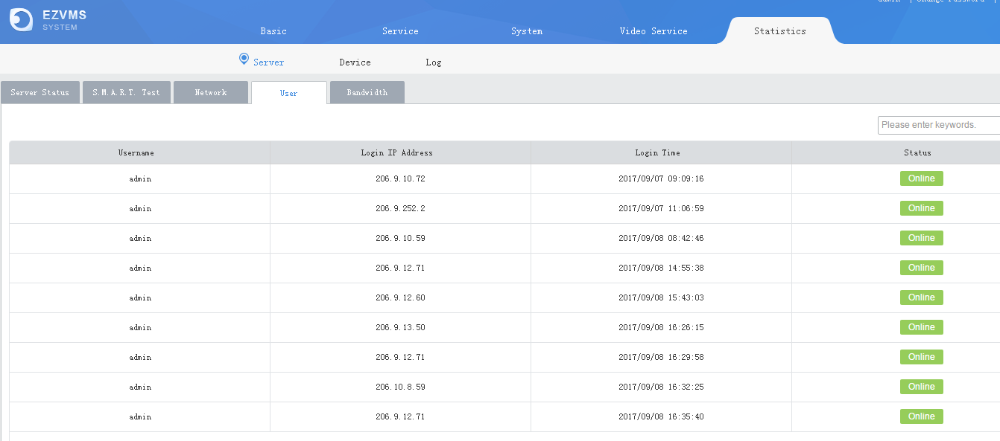 admin | Change Password |
EZVMS
SYSTEM
Basic Service System Video Service Statistics
Server Device Log
Server Status S.M.A.R.T. Test Network User Bandwidth
Please enter keywords.
Username Login IP Address Login Time Status
admin 206.9.10.72 2017/09/07 09:09:16 Online
admin 206.9.252.2 2017/09/07 11:06:59 Online
admin 206.9.10.59 2017/09/08 08:42:46 Online
admin 206.9.12.71 2017/09/08 14:55:38 Online
admin 206.9.12.60 2017/09/08 15:43:03 Online
admin 206.9.13.50 2017/09/08 16:26:15 Online
admin 206.9.12.71 2017/09/08 16:29:58 Online
admin 206.10.8.59 2017/09/08 16:32:25 Online
admin 206.9.12.71 2017/09/08 16:35:40 Online